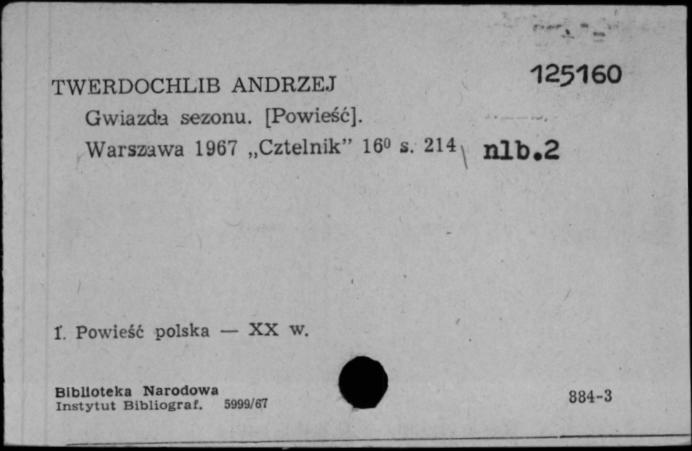 125160
TWERDOCHLIB ANDRZEJ
Gwiazda sezonu. [Powieść].
Warszawa 1967 „Cztelnik” 16⁰ s. 214, nlb.2
1. Powieść polska — XX w.
Biblioteka Narodowa
Instytut Bibliograf. 5999/67
884-3